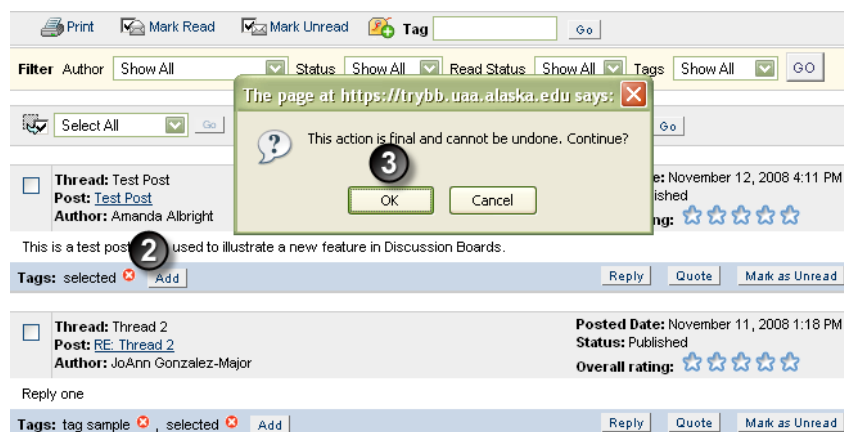 Print Mark Read Mark Unread Tag Go
Filter Author Show All Status Show All Read Status Show All Tags Show All GO
The page at https://trybb.uaa.alaska.edu says:
Select All Go Go
This action is final and cannot be undone. Continue?
3
OK Cancel
Thread: Test Post
November 12, 2008 4:11 PM
Post: Test Post
Author: Amanda Albright
This is a test post used to illustrate a new feature in Discussion Boards.
2
Tags: selected Add Reply Quote Mark as Unread
Thread: Thread 2 Posted Date: November 11, 2008 1:18 PM
Post: RE: Thread 2 Status: Published
Author: JoAnn Gonzalez-Major Overall rating:
Reply one
Tags: tag sample , selected Add Reply Quote Mark as Unread